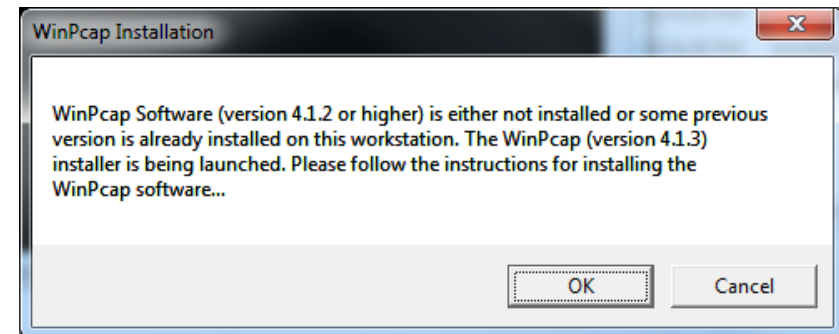 WinPcap Installation
WinPcap Software (version 4.1.2 or higher) is either not installed or some previous
version is already installed on this workstation. The WinPcap (version 4.1.3)
installer is being launched. Please follow the instructions for installing the
WinPcap software...
OK
Cancel